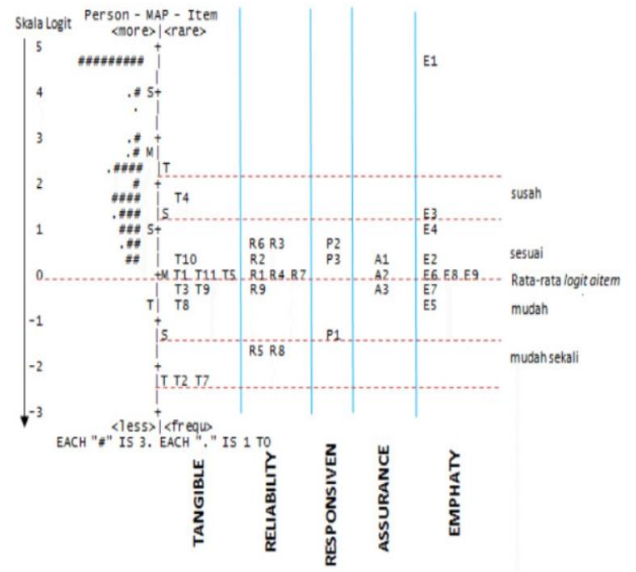 Skala Logit Person - MAP - Item
<more>|<rare>
5 +
######### | E1
|
4 .# S+
. |
|
3 .# +
.# M|
.#### |T
2 # +
#### | T4 susah
.### |S E3
1 ### S+ E4
.## | R6 R3 P2
## | T10 R2 P3 A1 E2 sesuai
0 +M T1 T11 T5 R1 R4 R7 A2 E6 E8 E9 Rata-rata logit aitem
| T3 T9 R9 A3 E7
T| T8 E5 mudah
-1 +
|S P1
| R5 R8 mudah sekali
-2 +
|T T2 T7
-3 +
<less>|<frequ>
EACH "#" IS 3. EACH "." IS 1 TO
TANGIBLE
RELIABILITY
RESPONSIVEN
ASSURANCE
EMPHATY